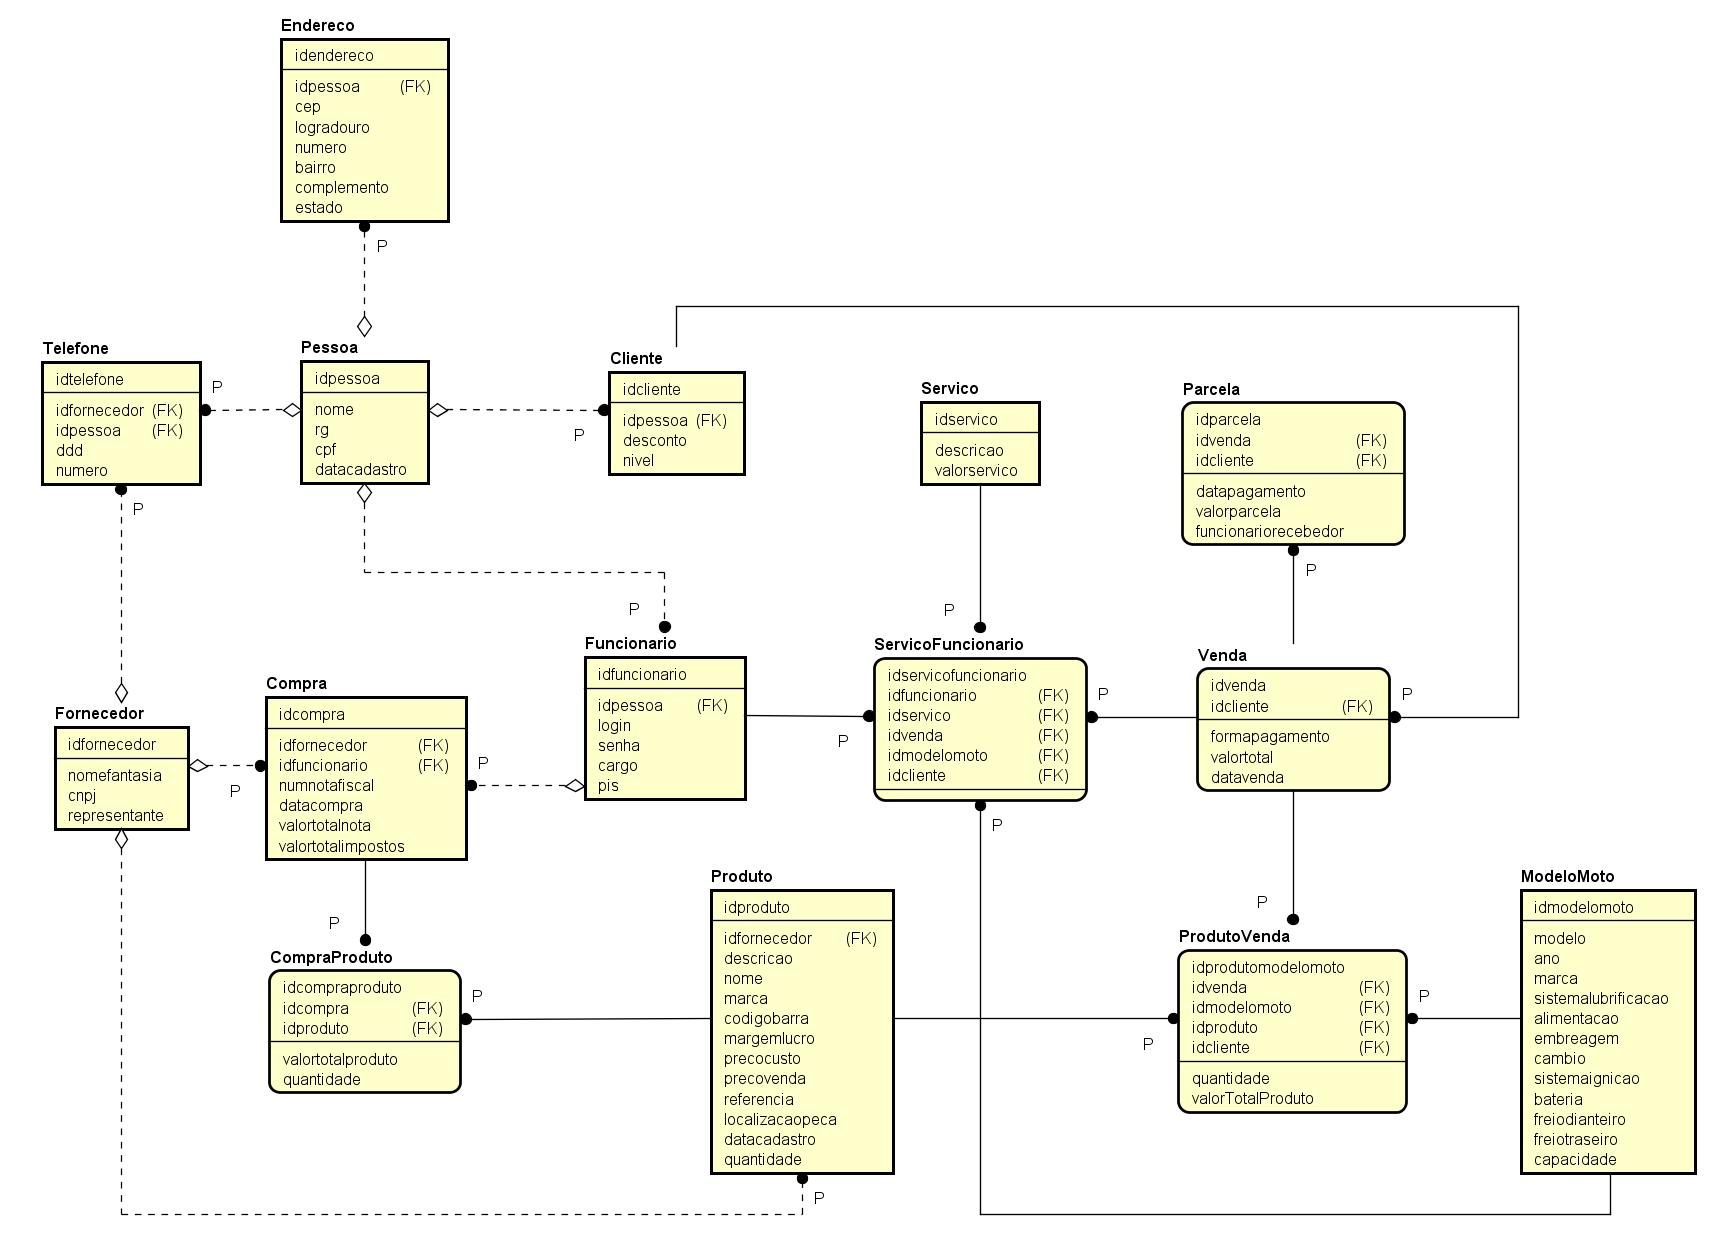 Endereco
idendereco
idpessoa (FK)
cep
logradouro
numero
bairro
complemento
estado
P
Telefone
idtelefone
idfornecedor (FK)
idpessoa (FK)
ddd
numero
P
P
Pessoa
idpessoa
nome
rg
cpf
datacadastro
Cliente
idcliente
idpessoa (FK)
desconto
nivel
P
Servico
idservico
descricao
valorservico
P
Parcela
idparcela
idvenda (FK)
idcliente (FK)
datapagamento
valorparcela
funcionariorecebedor
P
Fornecedor
idfornecedor
nomefantasia
cnpj
representante
P
Compra
idcompra
idfornecedor (FK)
idfuncionario (FK)
numnotafiscal
datacompra
valortotalnota
valortotalimpostos
P
P
Funcionario
idfuncionario
idpessoa (FK)
login
senha
cargo
pis
P
P
ServicoFuncionario
idservicofuncionario
idfuncionario (FK)
idservico (FK)
idvenda (FK)
idmodelomoto (FK)
idcliente (FK)
P
P
Venda
idvenda
idcliente (FK)
formapagamento
valortotal
datavenda
P
P
CompraProduto
idcompraproduto
idcompra (FK)
idproduto (FK)
valortotalproduto
quantidade
P
Produto
idproduto
idfornecedor (FK)
descricao
nome
marca
codigobarra
margemlucro
precocusto
precovenda
referencia
localizacaopeca
datacadastro
quantidade
P
P
ProdutoVenda
idprodutomodelomoto
idvenda (FK)
idmodelomoto (FK)
idproduto (FK)
idcliente (FK)
quantidade
valorTotalProduto
P
ModeloMoto
idmodelomoto
modelo
ano
marca
sistemalubrificacao
alimentacao
embreagem
cambio
sistemaignicao
bateria
freiodianteiro
freiotraseiro
capacidade